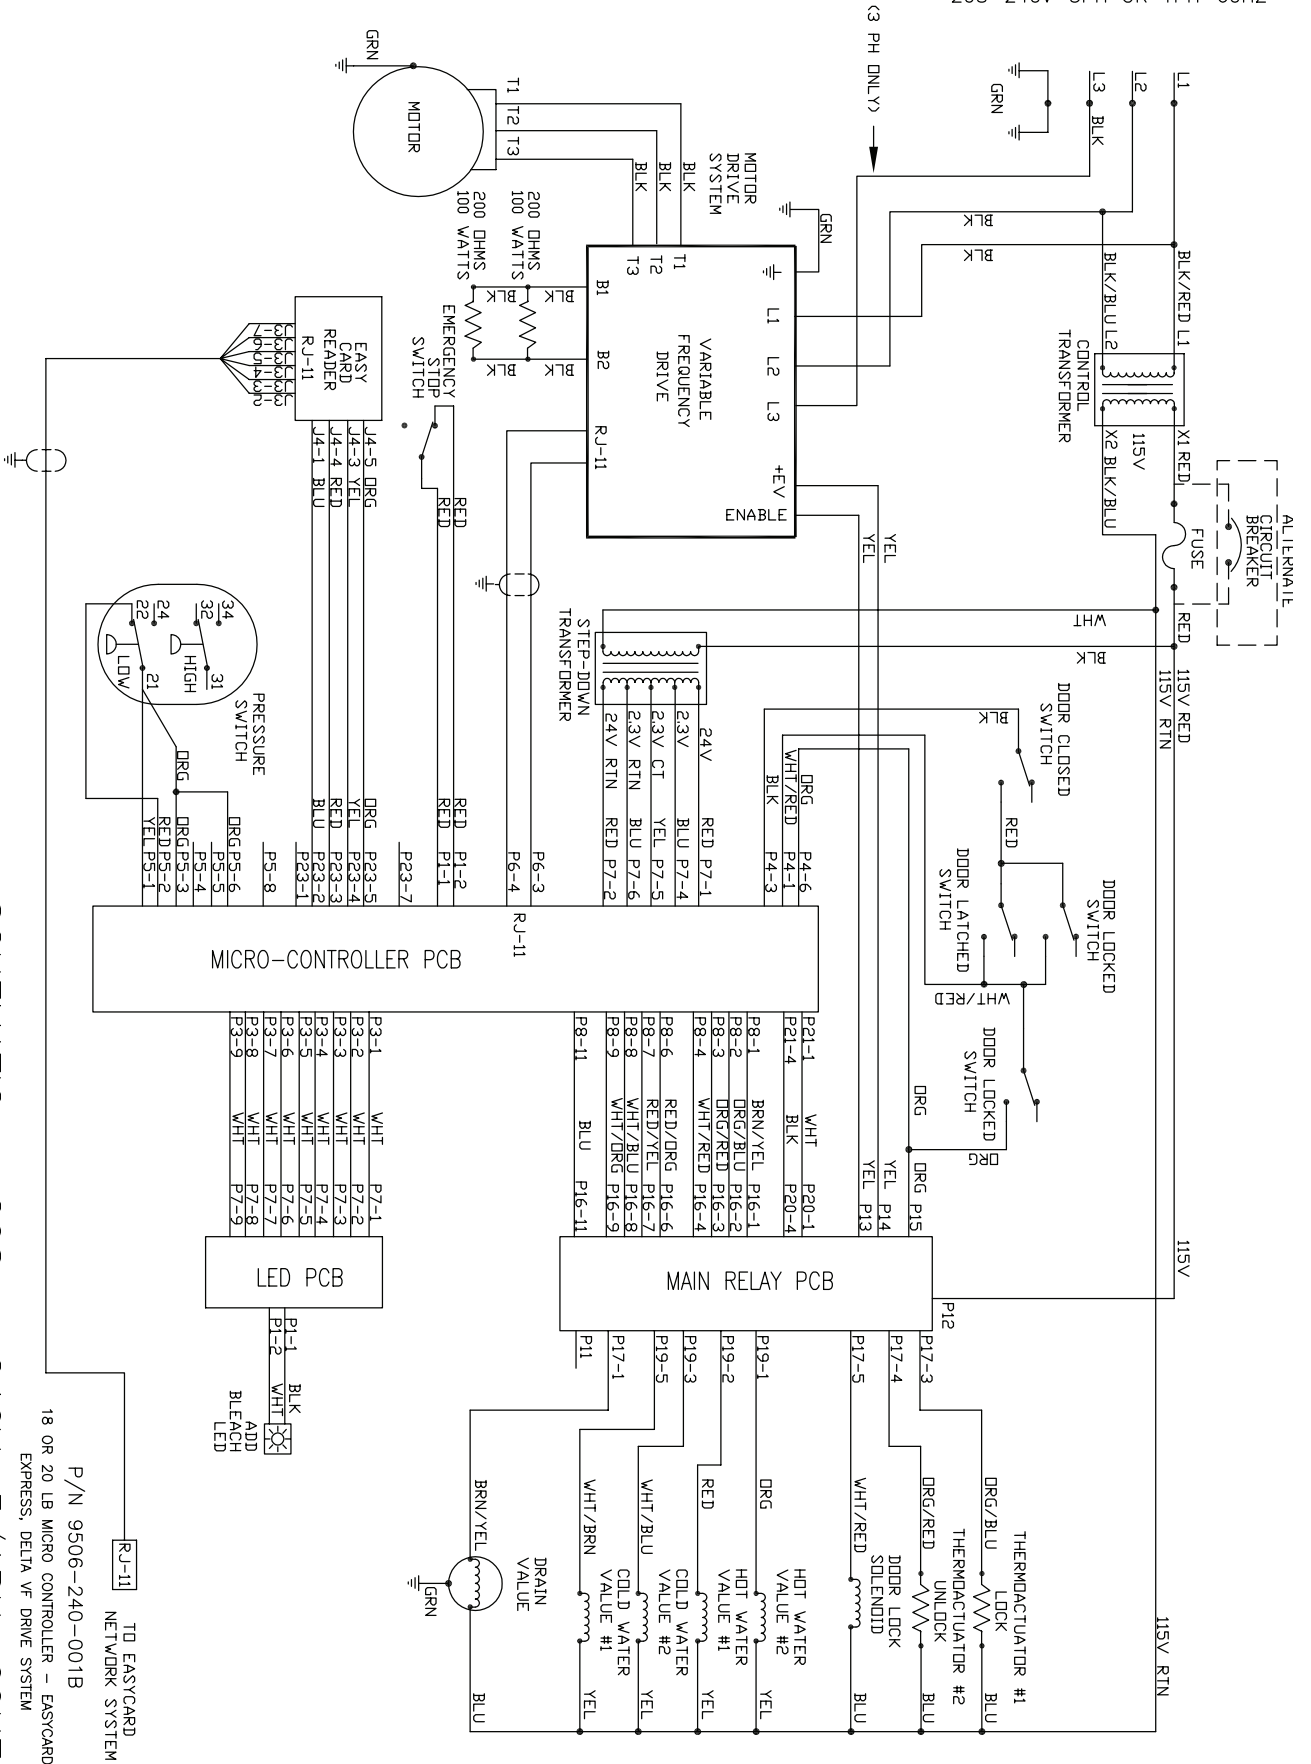 L1
L2
L3
BLK
GRN
(3 PH ONLY)
GRN
MOTOR
T1
T2
T3
BLK
BLK
BLK
MOTOR
DRIVE
SYSTEM
GRN
BLK
BLK
BLK/RED L1
BLK/BLU L2
CONTROL
TRANSFORMER
X1 RED
115V
X2 BLK/BLU
FUSE
ALTERNATE
CIRCUIT
BREAKER
RED
115V RED
115V RTN
WHT
BLK
200 OHMS
100 WATTS
200 OHMS
100 WATTS
BLK
BLK
BLK
BLK
T1
T2
T3
L1
L2
L3
+EV
ENABLE
B1
B2
RJ-11
VARIABLE
FREQUENCY
DRIVE
YEL
YEL
EMERGENCY
STOP
SWITCH
RED
RED
EASY
CARD
READER
RJ-11
J4-5 ORG
J4-3 YEL
J4-4 RED
J4-1 BLU
STEP-DOWN
TRANSFORMER
24V
2.3V
2.3V CT
2.3V RTN
24V RTN
RED P7-1
BLU P7-4
YEL P7-5
BLU P7-6
RED P7-2
PRESSURE
SWITCH
34
32
31
HIGH
24
22
21
LOW
ORG
ORG P5-6
P5-5
P5-4
ORG P5-3
RED P5-2
YEL P5-1
P5-8
ORG P23-5
YEL P23-4
RED P23-3
BLU P23-2
P23-1
P23-7
RED P1-2
RED P1-1
P6-3
P6-4
DOOR CLOSED
SWITCH
BLK
RED
DOOR LATCHED
SWITCH
DOOR LOCKED
SWITCH
WHT/RED
DOOR LOCKED
SWITCH
ORG
ORG P4-6
WHT/RED P4-1
BLK P4-3
MICRO-CONTROLLER PCB
RJ-11
P3-1 WHT P7-1
P3-2 WHT P7-2
P3-3 WHT P7-3
P3-4 WHT P7-4
P3-5 WHT P7-5
P3-6 WHT P7-6
P3-7 WHT P7-7
P3-8 WHT P7-8
P3-9 WHT P7-9
P21-1 WHT P20-1
P21-4 BLK P20-4
P8-1 BRN/YEL P16-1
P8-2 ORG/BLU P16-2
P8-3 ORG/RED P16-3
P8-4 WHT/RED P16-4
P8-6 RED/ORG P16-6
P8-7 RED/YEL P16-7
P8-8 WHT/BLU P16-8
P8-9 WHT/ORG P16-9
P8-11 BLU P16-11
ORG
ORG P15
YEL P14
YEL P13
115V
LED PCB
P1-1 BLK
P1-2 WHT
ADD
BLEACH
LED
MAIN RELAY PCB
P12
P17-3
P17-4
P17-5
P19-1
P19-2
P19-3
P19-5
P17-1
P11
ORG/BLU
THERMOACTUATOR #1
LOCK
BLU
ORG/RED
THERMOACTUATOR #2
UNLOCK
BLU
WHT/RED
DOOR LOCK
SOLENOID
BLU
ORG
HOT WATER
VALUE #2
YEL
RED
HOT WATER
VALUE #1
YEL
WHT/BLU
COLD WATER
VALUE #2
YEL
WHT/BRN
COLD WATER
VALUE #1
YEL
BRN/YEL
DRAIN
VALUE
GRN
BLU
115V RTN
RJ-11
TO EASYCARD
NETWORK SYSTEM
P/N 9506-240-001B
18 OR 20 LB MICRO CONTROLLER - EASYCARD
EXPRESS, DELTA VF DRIVE SYSTEM